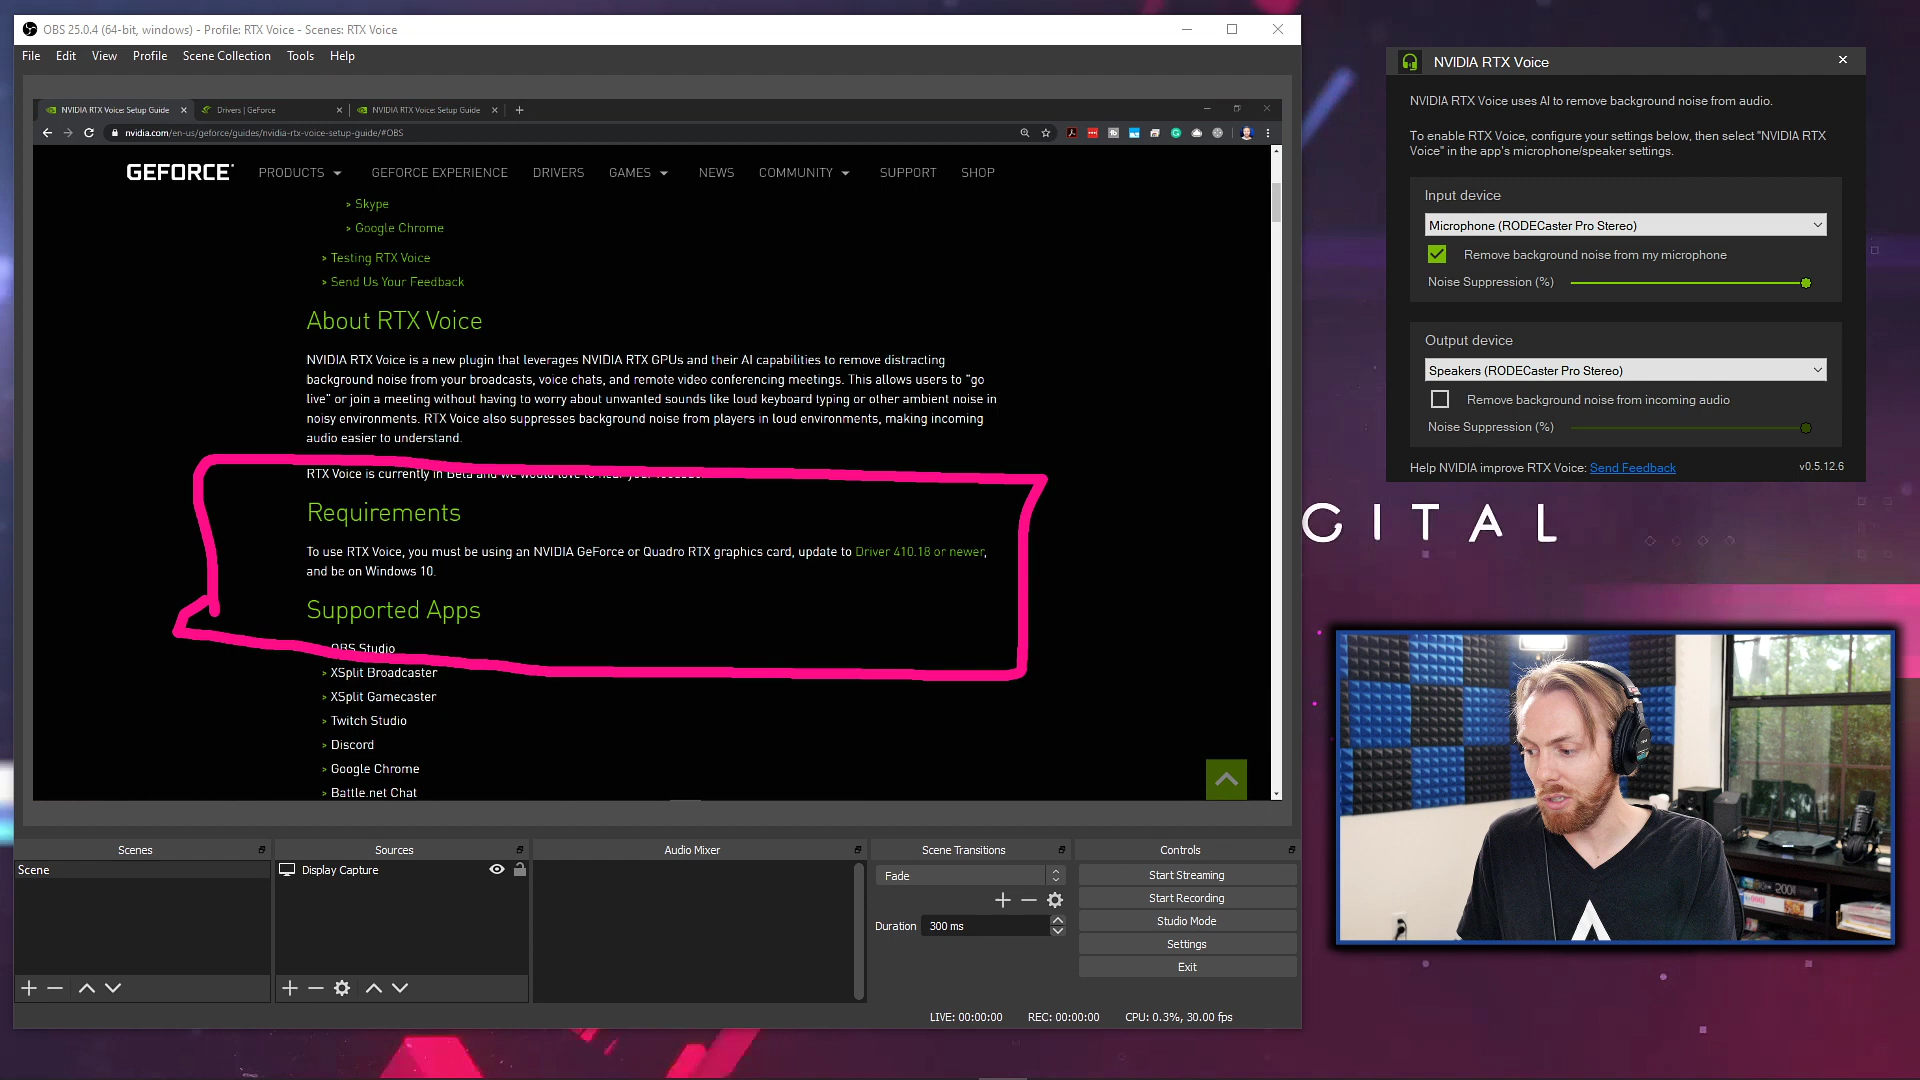 OBS 25.0.4 (64-bit, windows) - Profile: RTX Voice - Scenes: RTX Voice
File Edit View Profile Scene Collection Tools Help
NVIDIA RTX Voice: Setup Guide
Drivers | GeForce
NVIDIA RTX Voice: Setup Guide
nvidia.com/en-us/geforce/guides/nvidia-rtx-voice-setup-guide/#OBS
GEFORCE PRODUCTS GEFORCE EXPERIENCE DRIVERS GAMES NEWS COMMUNITY SUPPORT SHOP
> Skype
> Google Chrome
> Testing RTX Voice
> Send Us Your Feedback
About RTX Voice
NVIDIA RTX Voice is a new plugin that leverages NVIDIA RTX GPUs and their AI capabilities to remove distracting
background noise from your broadcasts, voice chats, and remote video conferencing meetings. This allows users to "go
live" or join a meeting without having to worry about unwanted sounds like loud keyboard typing or other ambient noise in
noisy environments. RTX Voice also suppresses background noise from players in loud environments, making incoming
audio easier to understand.
RTX Voice is currently in Beta and we would love to hear your feedback.
Requirements
To use RTX Voice, you must be using an NVIDIA GeForce or Quadro RTX graphics card, update to Driver 410.18 or newer,
and be on Windows 10.
Supported Apps
OBS Studio
> XSplit Broadcaster
> XSplit Gamecaster
> Twitch Studio
> Discord
> Google Chrome
> Battle.net Chat
Scenes
Scene
Sources
Display Capture
Audio Mixer
Scene Transitions
Fade
Duration 300 ms
Controls
Start Streaming
Start Recording
Studio Mode
Settings
Exit
LIVE: 00:00:00 REC: 00:00:00 CPU: 0.3%, 30.00 fps
NVIDIA RTX Voice
NVIDIA RTX Voice uses AI to remove background noise from audio.
To enable RTX Voice, configure your settings below, then select "NVIDIA RTX
Voice" in the app's microphone/speaker settings.
Input device
Microphone (RODECaster Pro Stereo)
Remove background noise from my microphone
Noise Suppression (%)
Output device
Speakers (RODECaster Pro Stereo)
Remove background noise from incoming audio
Noise Suppression (%)
Help NVIDIA improve RTX Voice: Send Feedback v0.5.12.6
GITAL